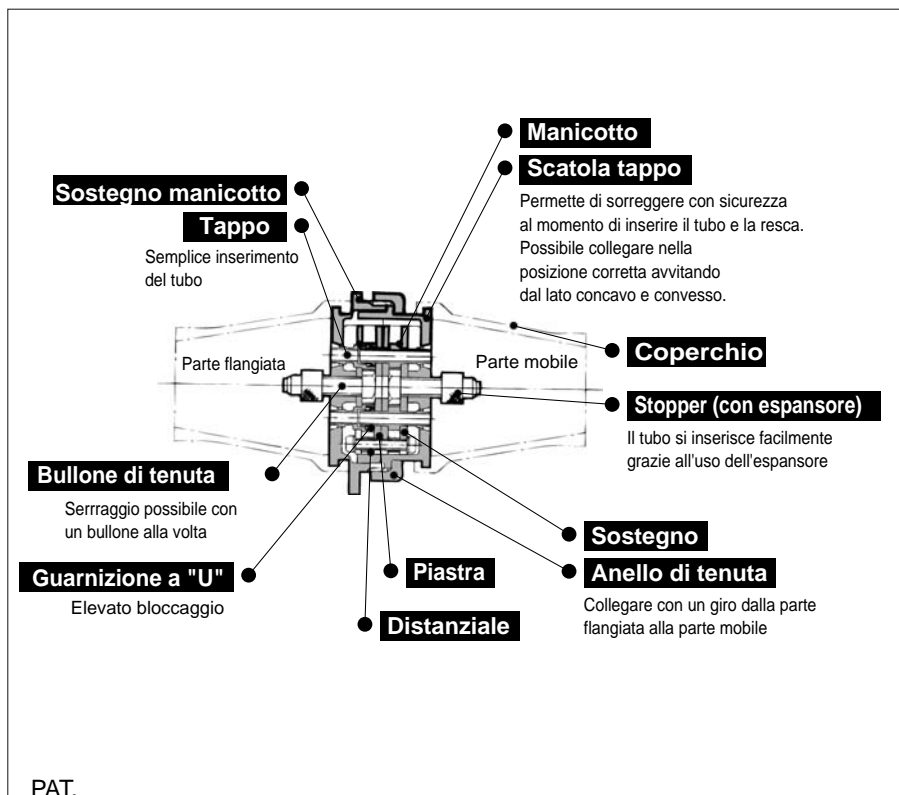 Manicotto
Scatola tappo
Permette di sorreggere con sicurezza
al momento di inserire il tubo e la resca.
Possibile collegare nella
posizione corretta avvitando
dal lato concavo e convesso.
Sostegno manicotto
Tappo
Semplice inserimento
del tubo
Parte flangiata
Parte mobile
Coperchio
Stopper (con espansore)
Il tubo si inserisce facilmente
grazie all'uso dell'espansore
Bullone di tenuta
Serrraggio possibile con
un bullone alla volta
Guarnizione a "U"
Elevato bloccaggio
Piastra
Distanziale
Sostegno
Anello di tenuta
Collegare con un giro dalla parte
flangiata alla parte mobile
PAT.